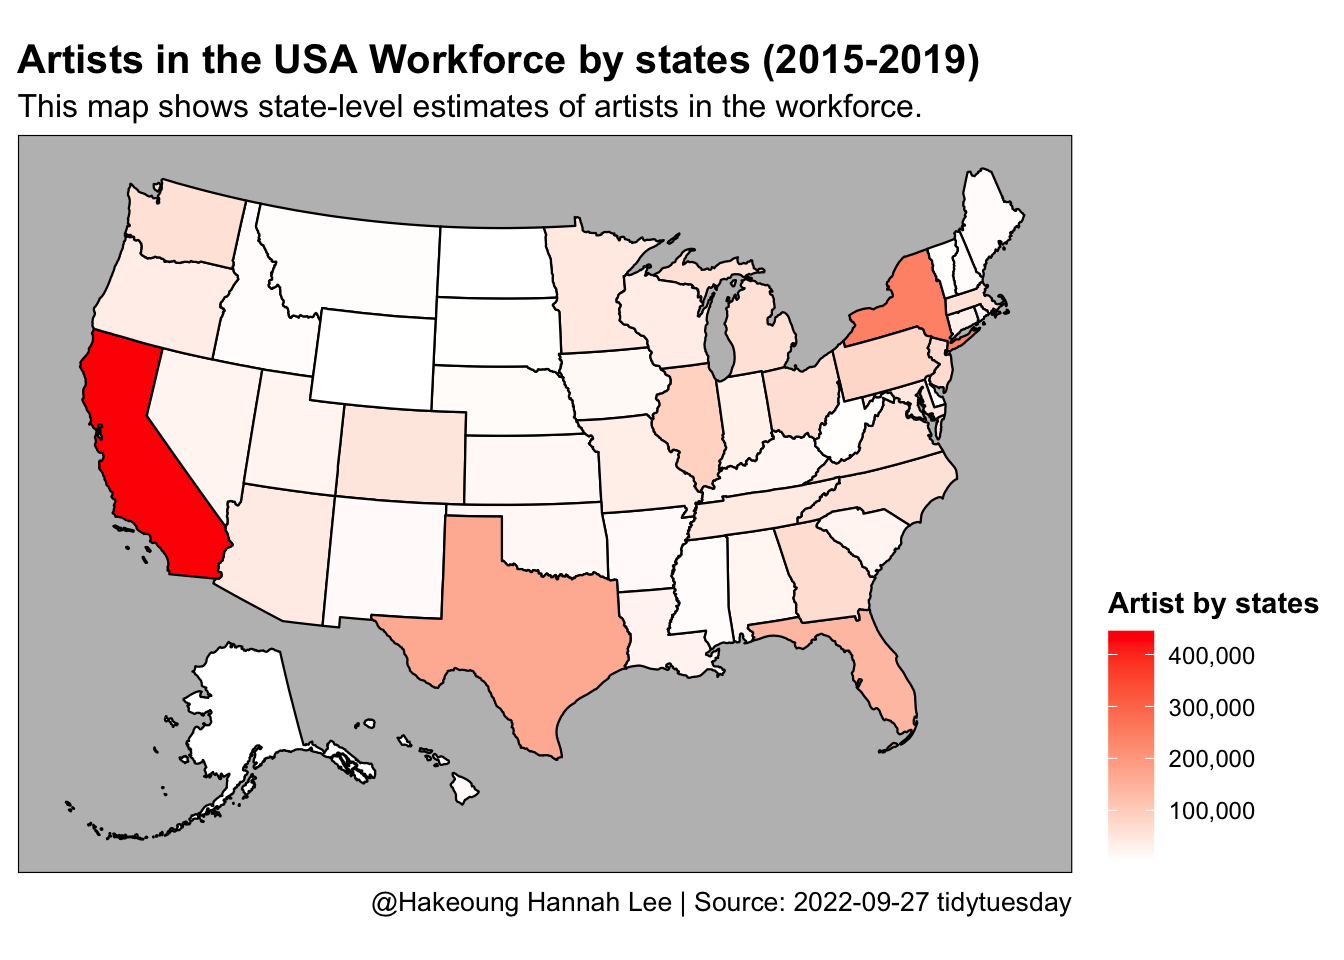 Artists in the USA Workforce by states (2015-2019)
This map shows state-level estimates of artists in the workforce.
Artist by states
400,000
300,000
200,000
100,000
@Hakeoung Hannah Lee | Source: 2022-09-27 tidytuesday